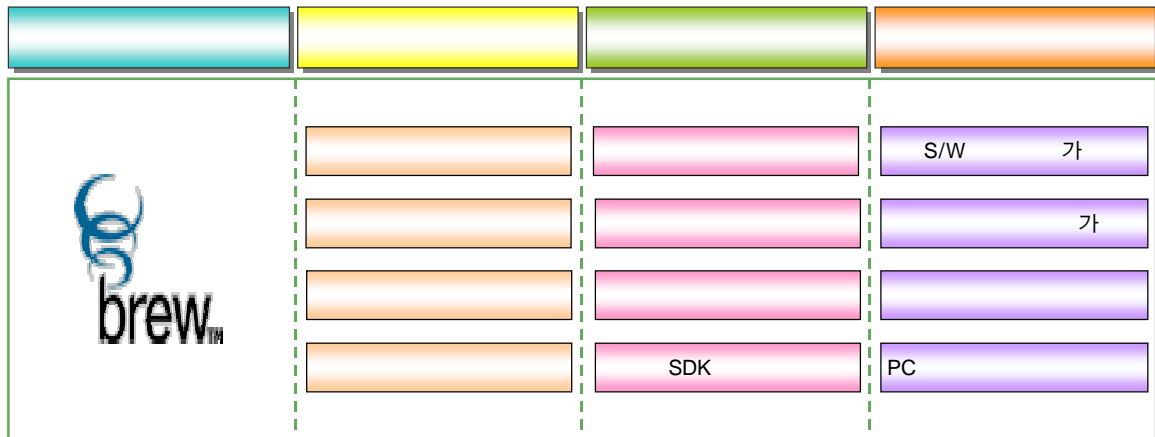 S/W 가
가
brew™
SDK
PC